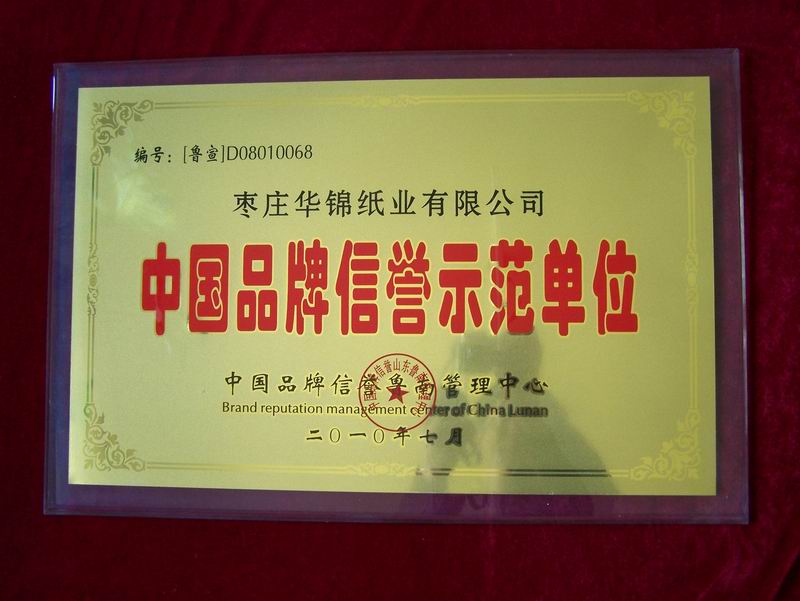 编号：[鲁宣]D08010068
枣庄华锦纸业有限公司
中国品牌信誉示范单位
中国品牌信誉鲁南管理中心
Brand reputation management center of China Lunan
二〇一〇年七月